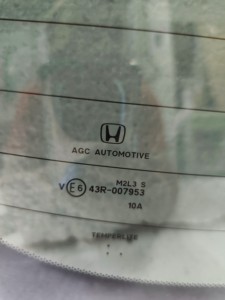 AGC AUTOMOTIVE
M2L3 S
V E6 43R-007953
10A
TEMPERLITE